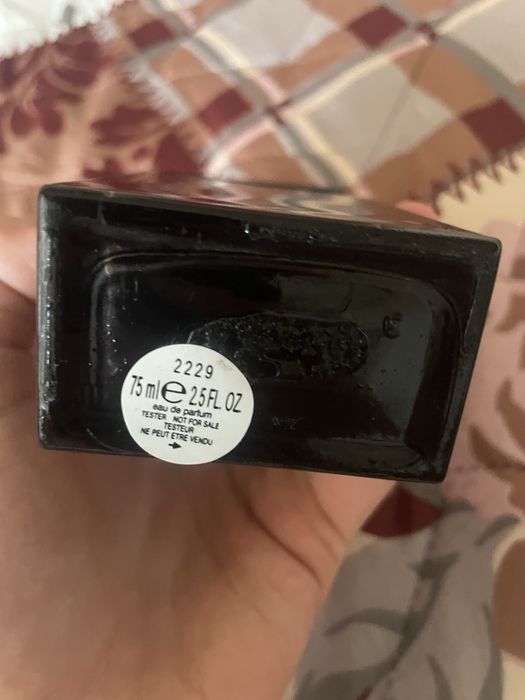 2229
75 ml e 2.5 FL. OZ
eau de parfum
TESTER NOT FOR SALE
TESTEUR
NE PEUT ETRE VENDU
→